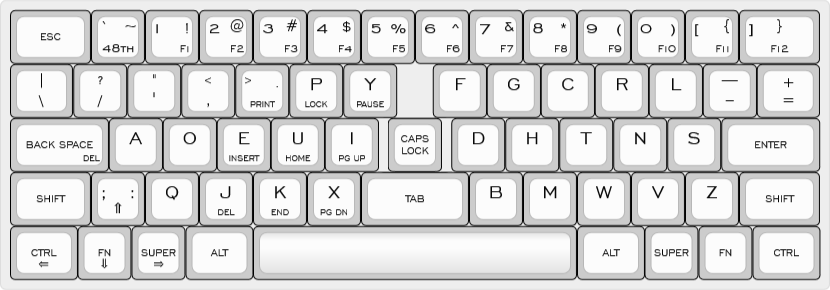 ESC ` ~ 48TH 1 ! F1 2 @ F2 3 # F3 4 $ F4 5 % F5 6 ^ F6 7 & F7 8 * F8 9 ( F9 0 ) F10 [ { F11 ] } F12
| \ ? / " ' < , > . PRINT P LOCK Y PAUSE F G C R L — – + =
BACK SPACE DEL A O E INSERT U HOME I PG UP CAPS LOCK D H T N S ENTER
SHIFT ; : ⇑ Q J DEL K END X PG DN TAB B M W V Z SHIFT
CTRL ⇐ FN ⇓ SUPER ⇒ ALT ALT SUPER FN CTRL